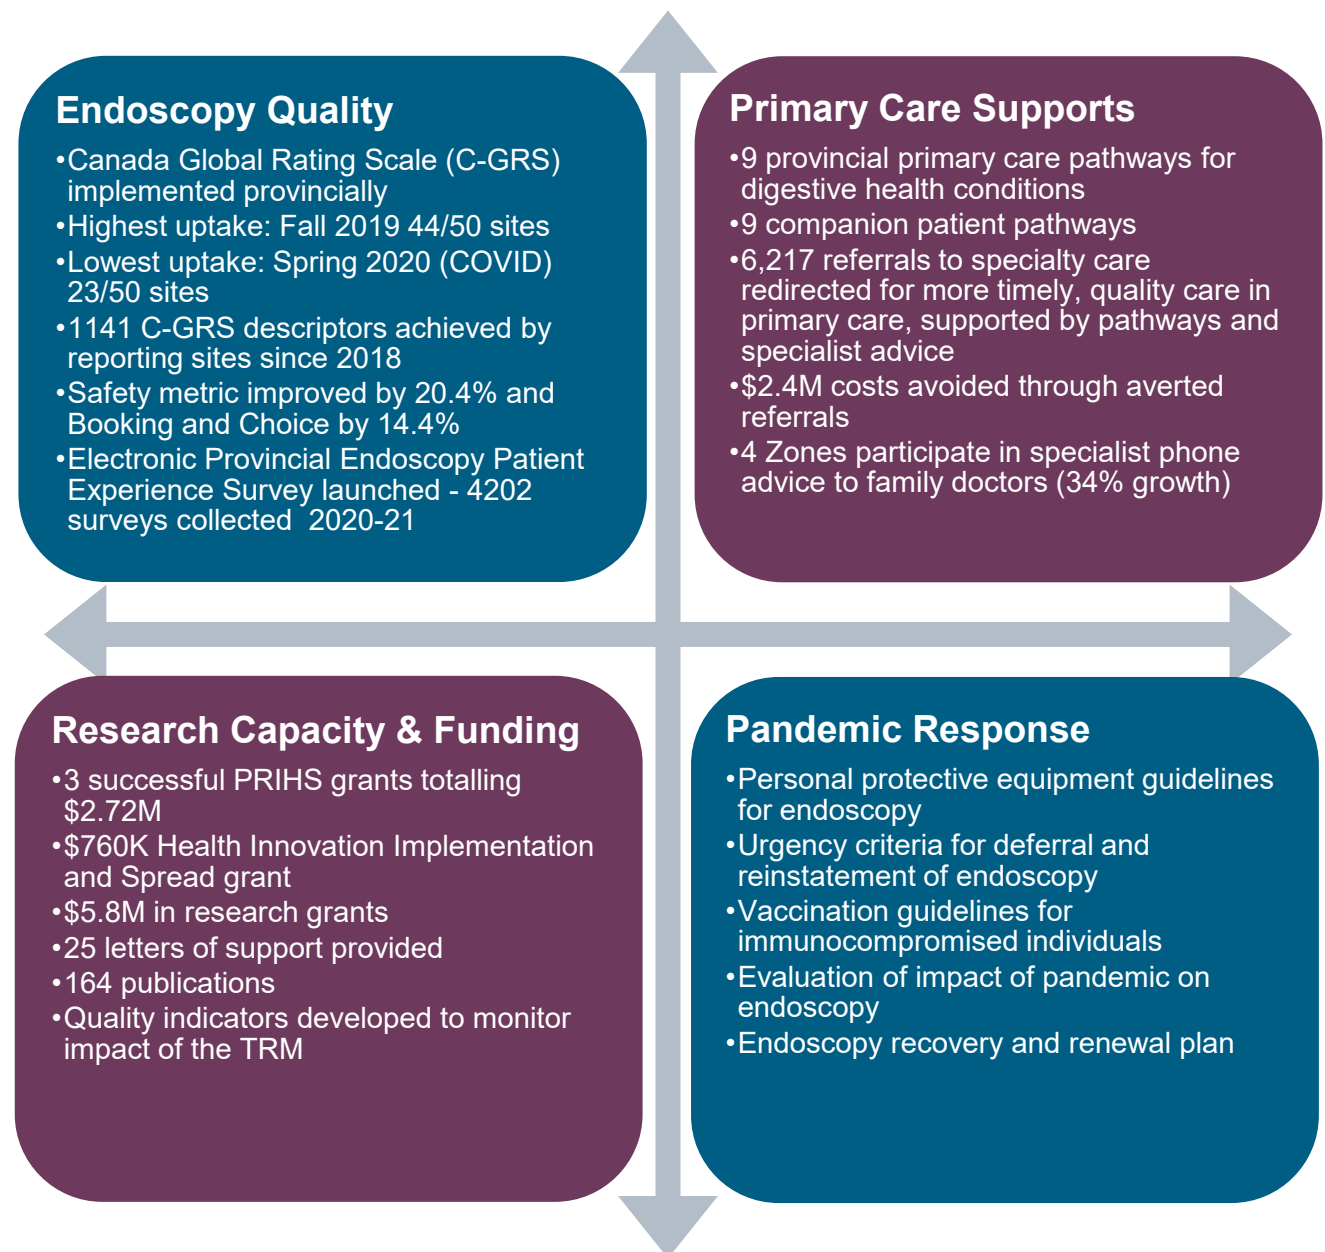 Endoscopy Quality
•Canada Global Rating Scale (C-GRS)
implemented provincially
•Highest uptake: Fall 2019 44/50 sites
•Lowest uptake: Spring 2020 (COVID)
23/50 sites
•1141 C-GRS descriptors achieved by
reporting sites since 2018
•Safety metric improved by 20.4% and
Booking and Choice by 14.4%
•Electronic Provincial Endoscopy Patient
Experience Survey launched - 4202
surveys collected  2020-21
Primary Care Supports
•9 provincial primary care pathways for
digestive health conditions
•9 companion patient pathways
•6,217 referrals to specialty care
redirected for more timely, quality care in
primary care, supported by pathways and
specialist advice
•$2.4M costs avoided through averted
referrals
•4 Zones participate in specialist phone
advice to family doctors (34% growth)
Research Capacity & Funding
•3 successful PRIHS grants totalling
$2.72M
•$760K Health Innovation Implementation
and Spread grant
•$5.8M in research grants
•25 letters of support provided
•164 publications
•Quality indicators developed to monitor
impact of the TRM
Pandemic Response
•Personal protective equipment guidelines
for endoscopy
•Urgency criteria for deferral and
reinstatement of endoscopy
•Vaccination guidelines for
immunocompromised individuals
•Evaluation of impact of pandemic on
endoscopy
•Endoscopy recovery and renewal plan